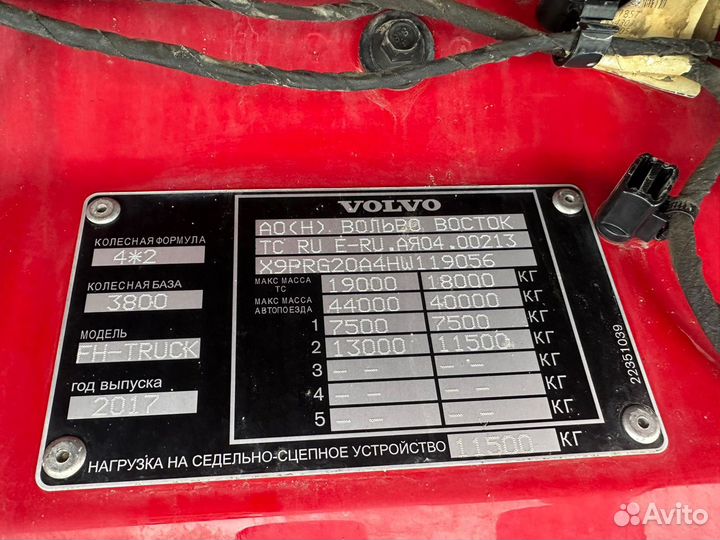 VOLVO
АО(Н) ВОЛЬВО ВОСТОК
ТС RU E-RU.АЯ04.00213
X9PRG20A4HW119056
КОЛЕСНАЯ ФОРМУЛА
4*2
КОЛЕСНАЯ БАЗА
3800
МОДЕЛЬ
FH-TRUCK
ГОД ВЫПУСКА
2017
МАКС МАССА ТС 19000 18000 КГ
МАКС МАССА АВТОПОЕЗДА 44000 40000 КГ
1 7500 7500 КГ
2 13000 11500 КГ
3 – – – – КГ
4 – – – – КГ
5 – – – – КГ
НАГРУЗКА НА СЕДЕЛЬНО-СЦЕПНОЕ УСТРОЙСТВО 11500 КГ
22351039
Avito